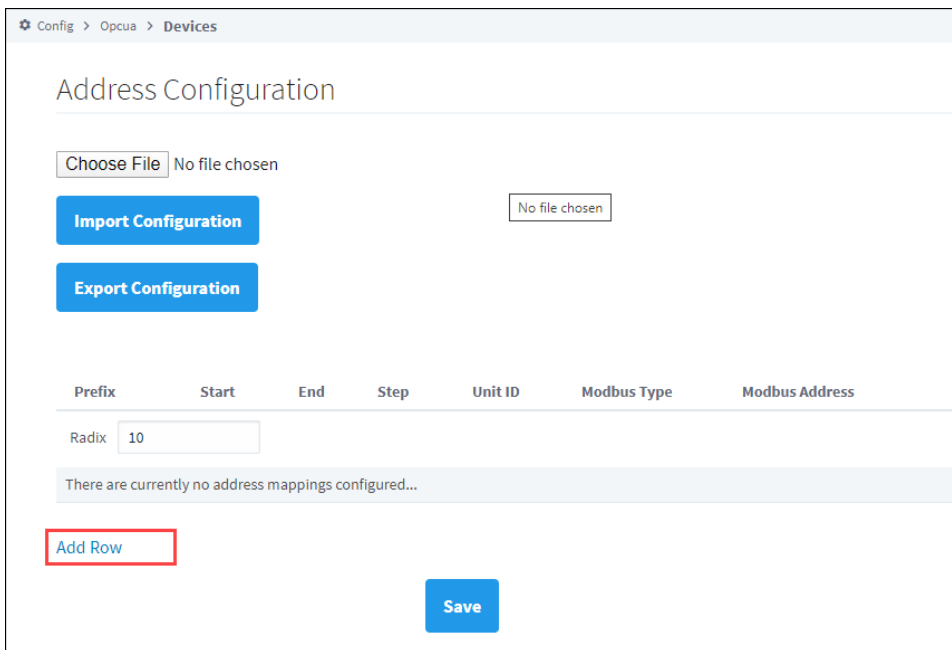 Config > Opcua > Devices
Address Configuration
Choose File No file chosen
Import Configuration
No file chosen
Export Configuration
Prefix Start End Step Unit ID Modbus Type Modbus Address
Radix 10
There are currently no address mappings configured...
Add Row
Save